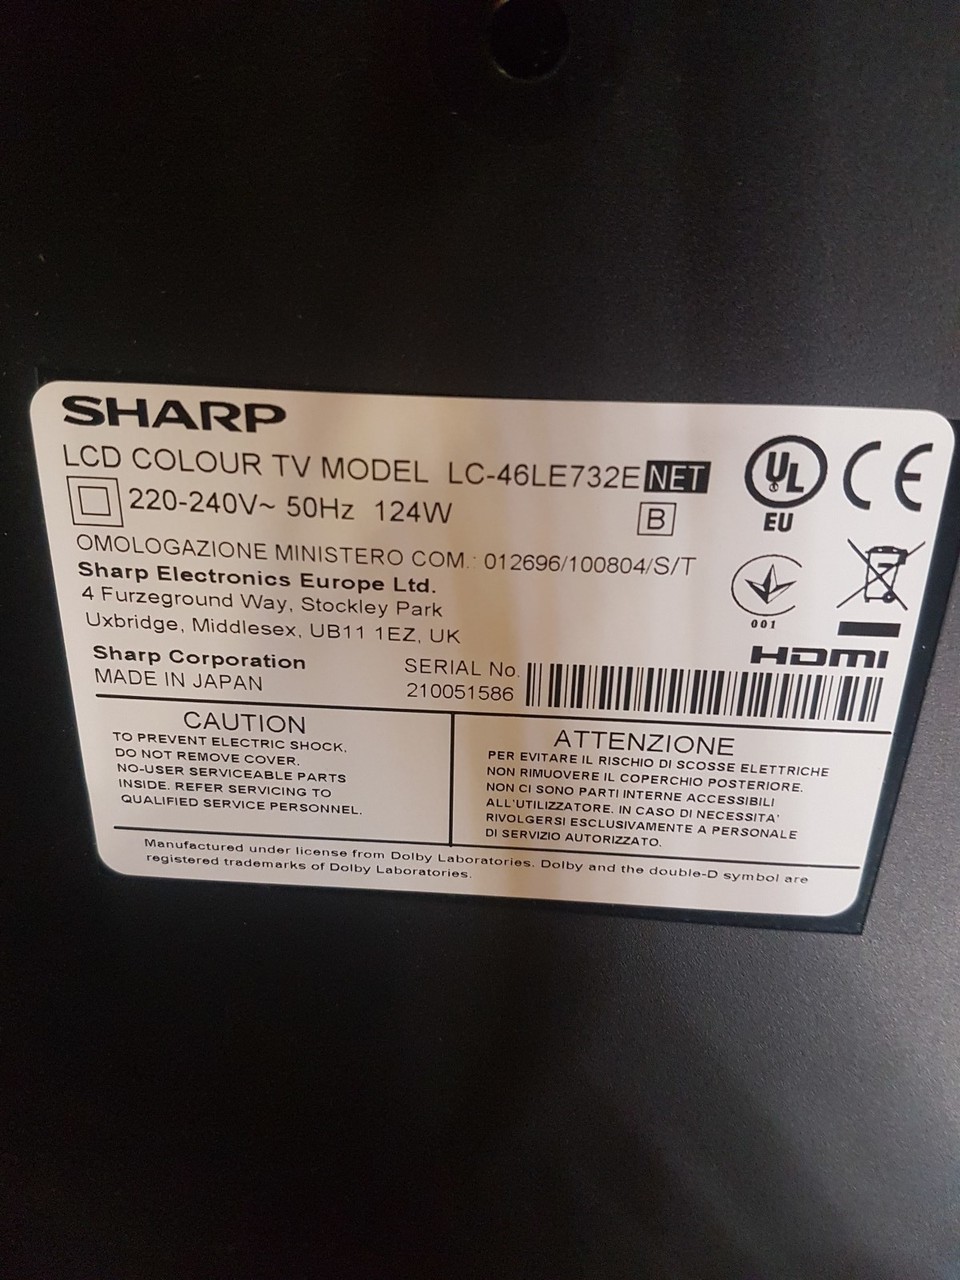 SHARP
LCD COLOUR TV MODEL LC-46LE732E NET
220-240V~ 50Hz 124W B
UL
EU
CE
OMOLOGAZIONE MINISTERO COM.: 012696/100804/S/T
Sharp Electronics Europe Ltd.
4 Furzeground Way, Stockley Park
Uxbridge, Middlesex, UB11 1EZ, UK
001
HDMI
Sharp Corporation
MADE IN JAPAN
SERIAL No.
210051586
CAUTION
TO PREVENT ELECTRIC SHOCK,
DO NOT REMOVE COVER.
NO-USER SERVICEABLE PARTS
INSIDE. REFER SERVICING TO
QUALIFIED SERVICE PERSONNEL.
ATTENZIONE
PER EVITARE IL RISCHIO DI SCOSSE ELETTRICHE
NON RIMUOVERE IL COPERCHIO POSTERIORE.
NON CI SONO PARTI INTERNE ACCESSIBILI
ALL'UTILIZZATORE. IN CASO DI NECESSITA'
RIVOLGERSI ESCLUSIVAMENTE A PERSONALE
DI SERVIZIO AUTORIZZATO.
Manufactured under license from Dolby Laboratories. Dolby and the double-D symbol are
registered trademarks of Dolby Laboratories.